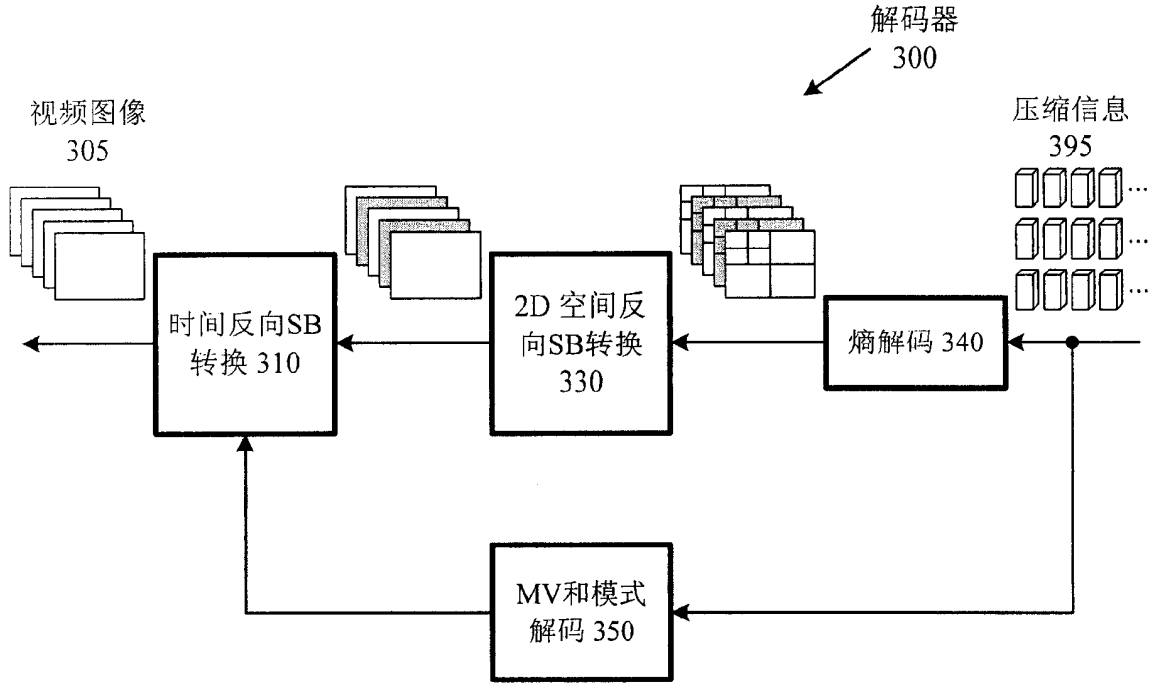 解码器
300
视频图像
305
压缩信息
395
...
...
...
时间反向SB
转换 310
2D 空间反
向SB转换
330
熵解码 340
MV和模式
解码 350